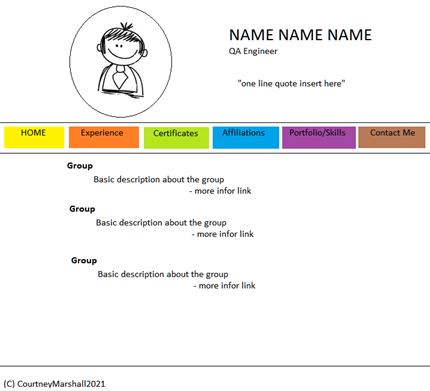 NAME NAME NAME
QA Engineer
"one line quote insert here"
HOME Experience Certificates Affiliations Portfolio/Skills Contact Me
Group
Basic description about the group
- more infor link
Group
Basic description about the group
- more infor link
Group
Basic description about the group
- more infor link
(C) CourtneyMarshall2021